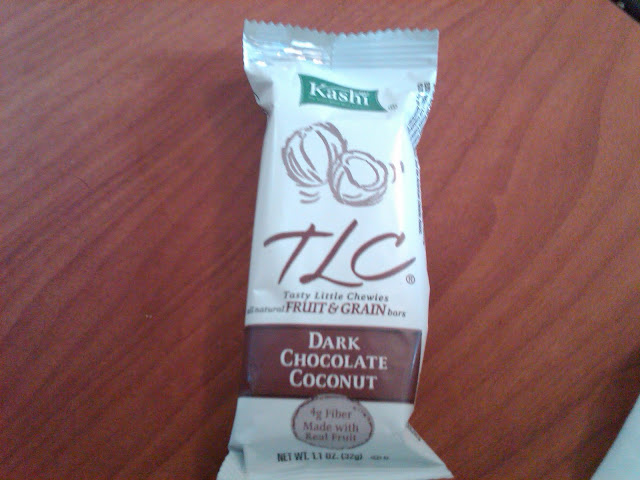 Kashi
TLC®
Tasty Little Chewies
all natural FRUIT & GRAIN bars
DARK
CHOCOLATE
COCONUT
4g Fiber
Made with
Real Fruit
NET WT. 1.1 OZ. (32g)